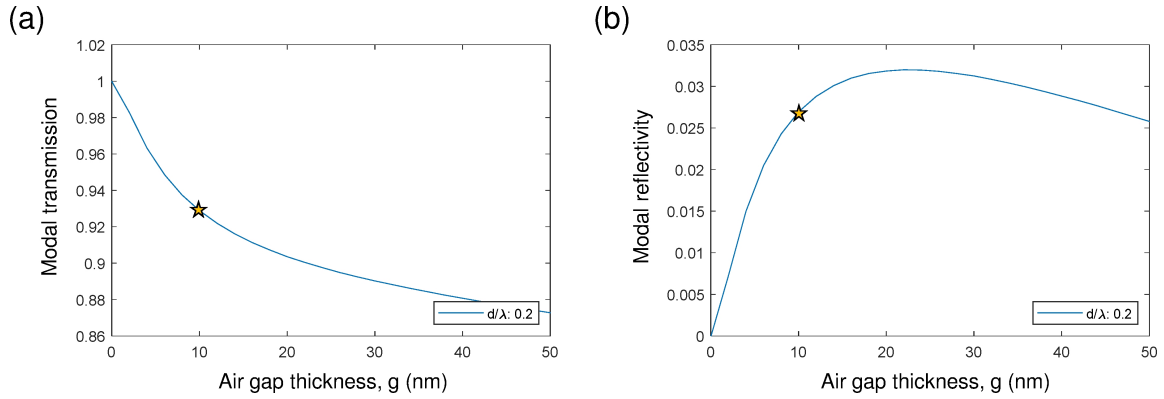 (a)
1.02
1
0.98
0.96
0.94
0.92
0.9
0.88
0.86
Modal transmission
0 10 20 30 40 50
Air gap thickness, g (nm)
d/λ: 0.2
(b)
0.035
0.03
0.025
0.02
0.015
0.01
0.005
0
Modal reflectivity
0 10 20 30 40 50
Air gap thickness, g (nm)
d/λ: 0.2